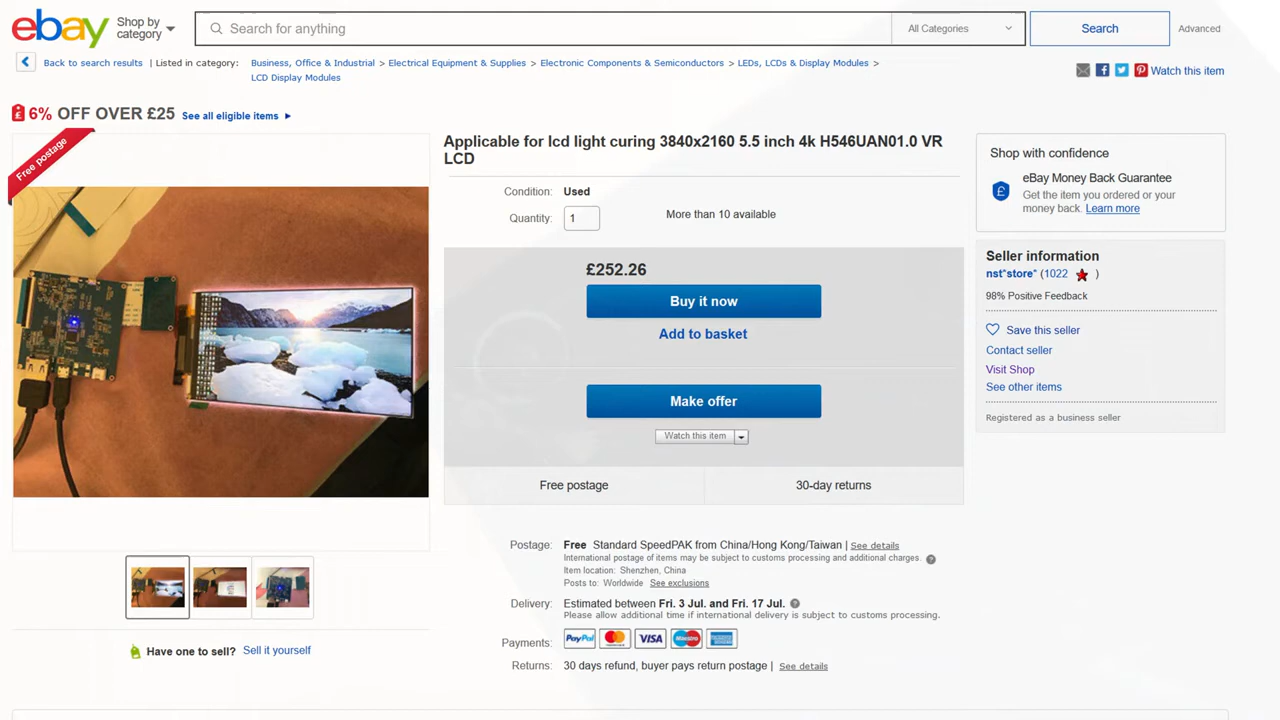 ebay
Shop by category
Search for anything
All Categories
Search
Advanced
Back to search results | Listed in category: Business, Office & Industrial > Electrical Equipment & Supplies > Electronic Components & Semiconductors > LEDs, LCDs & Display Modules >
LCD Display Modules
Watch this item
6% OFF OVER £25 See all eligible items
Free postage
Applicable for lcd light curing 3840x2160 5.5 inch 4k H546UAN01.0 VR
LCD
Condition: Used
Quantity: 1
More than 10 available
£252.26
Buy it now
Add to basket
Make offer
Watch this item
Free postage
30-day returns
Postage: Free Standard SpeedPAK from China/Hong Kong/Taiwan | See details
International postage of items may be subject to customs processing and additional charges.
Item location: Shenzhen, China
Posts to: Worldwide See exclusions
Delivery: Estimated between Fri. 3 Jul. and Fri. 17 Jul.
Please allow additional time if international delivery is subject to customs processing.
Payments: PayPal VISA Maestro
Returns: 30 days refund, buyer pays return postage | See details
Have one to sell? Sell it yourself
Shop with confidence
eBay Money Back Guarantee
Get the item you ordered or your
money back. Learn more
Seller information
nst*store* (1022 )
98% Positive Feedback
Save this seller
Contact seller
Visit Shop
See other items
Registered as a business seller